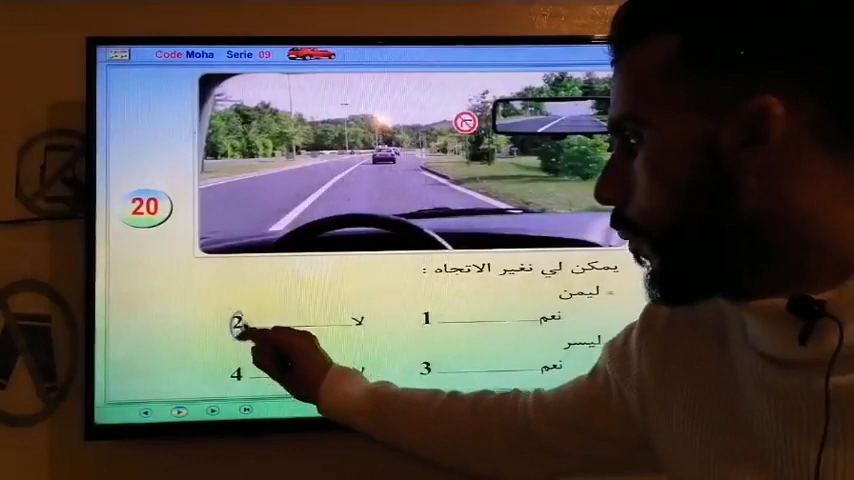 Code Moha Serie 09
20
يمكن لي نغير الاتجاه :
= ليمن
نعم 1 لا 2
ليسر
نعم 3 4